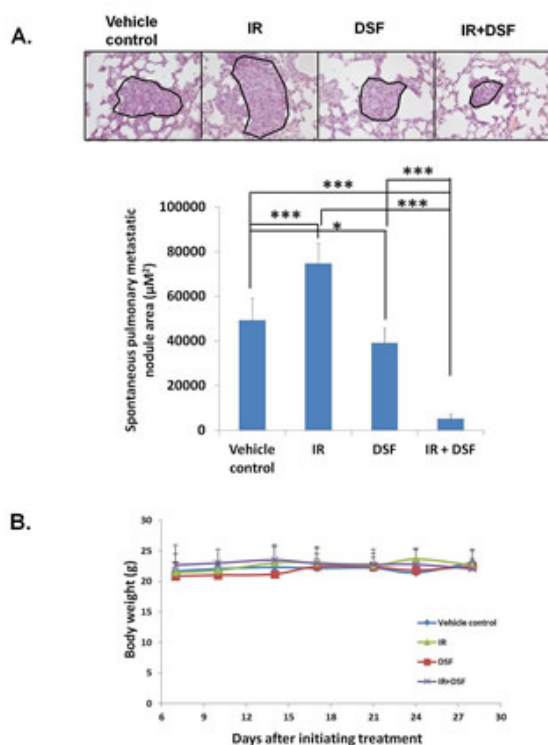 A.
Vehicle control
IR
DSF
IR+DSF
***
***
***
***
*
Spontaneous pulmonary metastatic
nodule area (μM²)
100000
80000
60000
40000
20000
0
Vehicle control
IR
DSF
IR + DSF
B.
Body weight (g)
30
25
20
15
10
5
0
Vehicle control
IR
DSF
IR+DSF
6 9 12 15 18 21 24 27 30
Days after initiating treatment